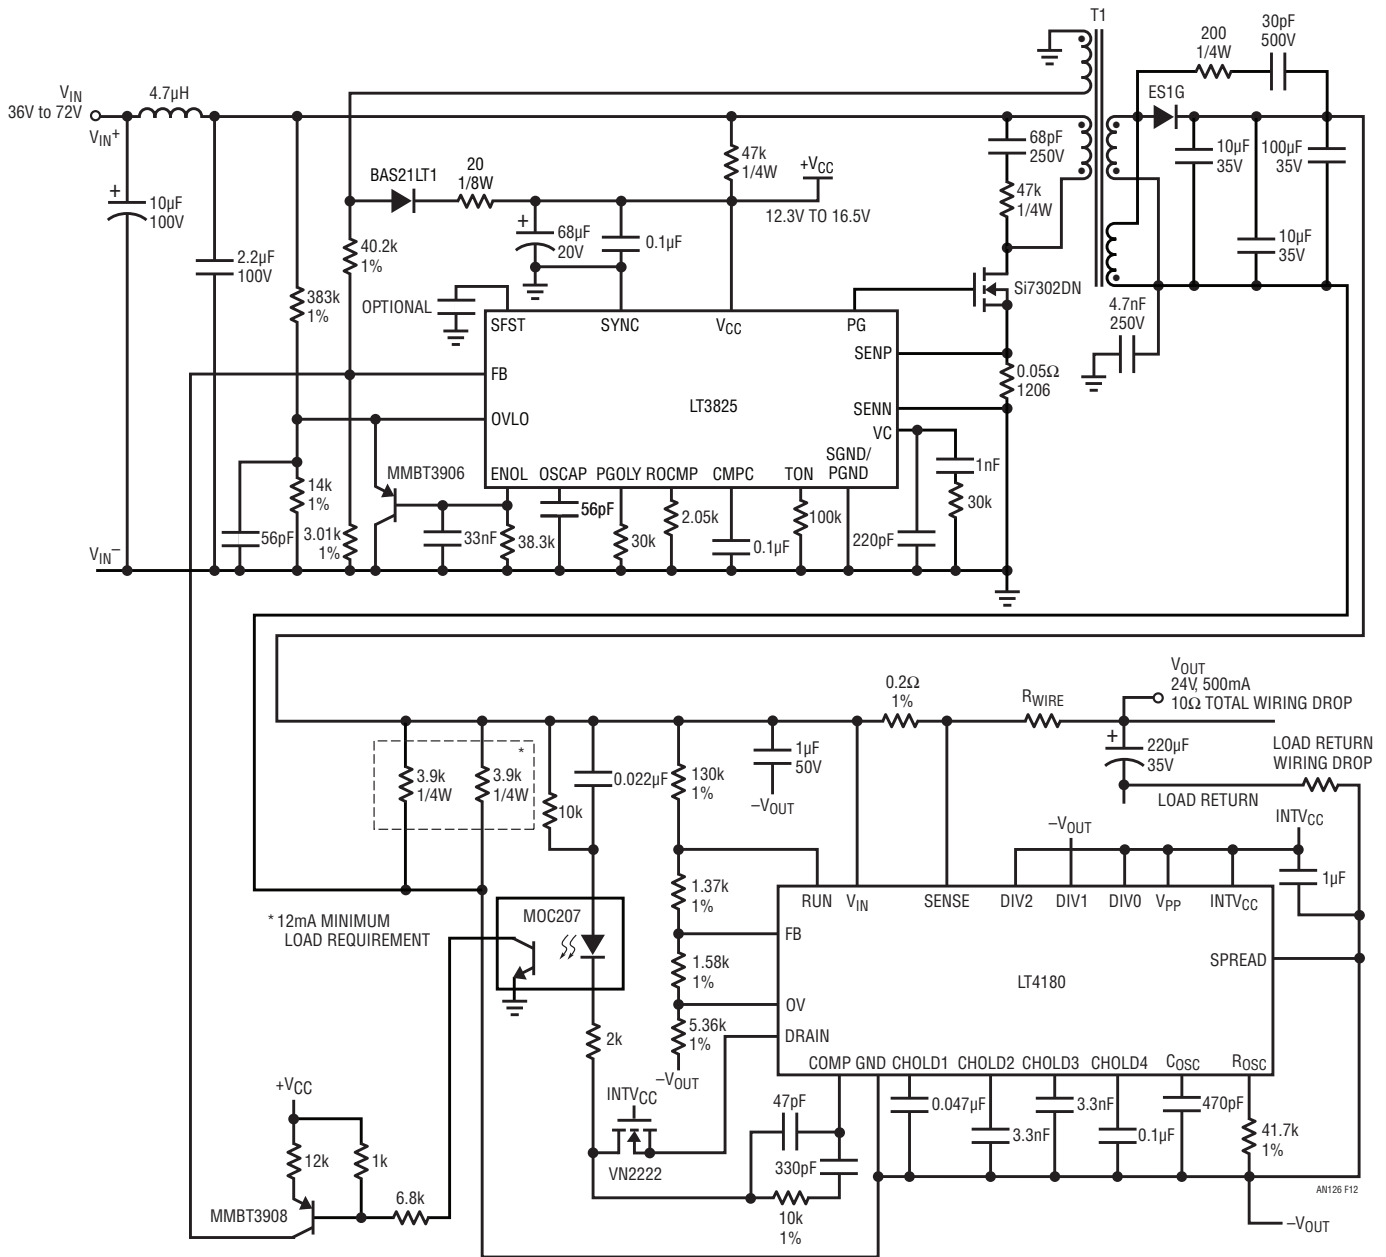 T1
30pF
500V
200
1/4W
VIN
36V to 72V
VIN+
4.7µH
ES1G
68pF
250V
10µF
35V
100µF
35V
47k
1/4W
+VCC
12.3V TO 16.5V
BAS21LT1
20
1/8W
+
10µF
100V
47k
1/4W
+
68µF
20V
0.1µF
40.2k
1%
10µF
35V
2.2µF
100V
383k
1%
OPTIONAL
Si7302DN
4.7nF
250V
SFST
SYNC
VCC
PG
SENP
0.05Ω
1206
FB
LT3825
OVLO
SENN
VC
SGND/
PGND
MMBT3906
ENOL
OSCAP
PGOLY
ROCMP
CMPC
TON
1nF
14k
1%
56pF
2.05k
100k
30k
3.01k
1%
56pF
33nF
38.3k
30k
0.1µF
220pF
VIN−
VOUT
24V, 500mA
10Ω TOTAL WIRING DROP
0.2Ω
1%
RWIRE
*
3.9k
1/4W
3.9k
1/4W
0.022µF
10k
130k
1%
1µF
50V
−VOUT
+
220µF
35V
LOAD RETURN
WIRING DROP
LOAD RETURN
−VOUT
INTVCC
1µF
1.37k
1%
RUN
VIN
SENSE
DIV2
DIV1
DIV0
VPP
INTVCC
* 12mA MINIMUM
LOAD REQUIREMENT
MOC207
FB
SPREAD
1.58k
1%
LT4180
OV
5.36k
1%
DRAIN
2k
COMP
GND
CHOLD1
CHOLD2
CHOLD3
CHOLD4
COSC
ROSC
−VOUT
+VCC
INTVCC
47pF
0.047µF
3.3nF
470pF
3.3nF
0.1µF
41.7k
1%
12k
1k
VN2222
330pF
6.8k
10k
1%
MMBT3908
AN126 F12
−VOUT